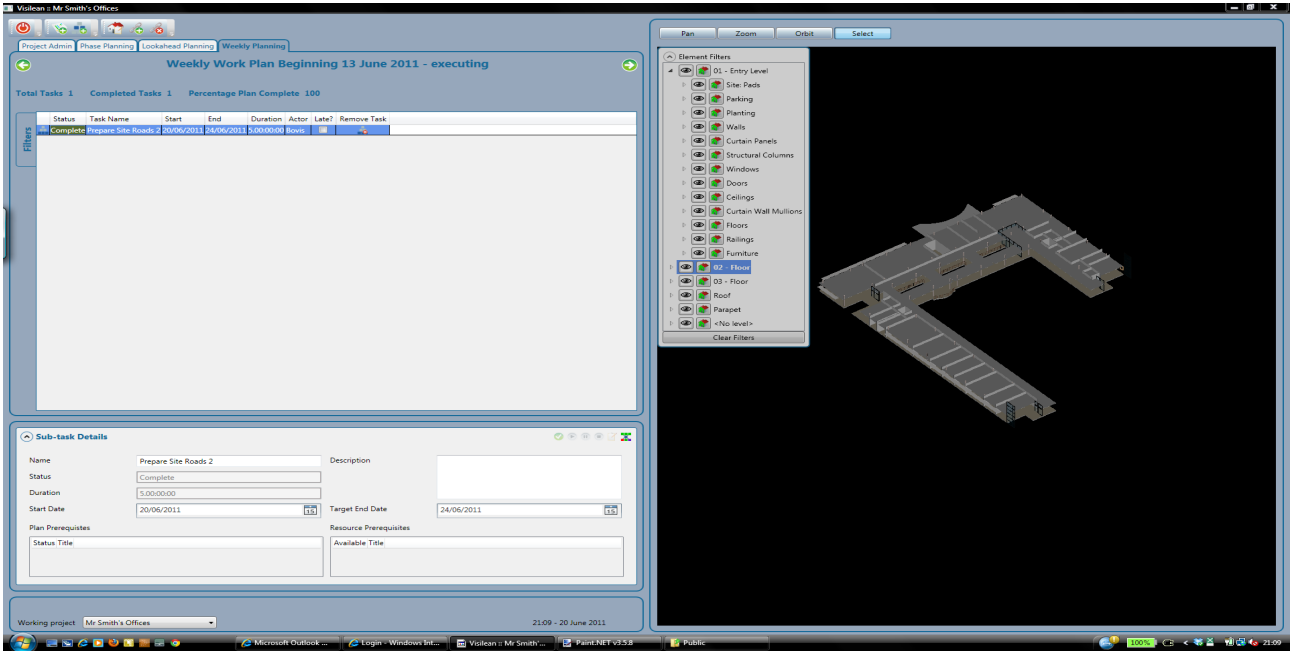 Visilean :: Mr Smith's Offices
Project Admin Phase Planning Lookahead Planning Weekly Planning
Weekly Work Plan Beginning 13 June 2011 - executing
Total Tasks 1 Completed Tasks 1 Percentage Plan Complete 100
Filters
Status Task Name Start End Duration Actor Late? Remove Task
Complete Prepare Site Roads 2 20/06/2011 24/06/2011 5.00:00:00 Bovis
Sub-task Details
Name Prepare Site Roads 2 Description
Status Complete
Duration 5.00:00:00
Start Date 20/06/2011 15 Target End Date 24/06/2011 15
Plan Prerequistes Resource Prerequisites
Status Title Available Title
Working project Mr Smith's Offices 21:09 - 20 June 2011
Pan Zoom Orbit Select
Element Filters
01 - Entry Level
Site: Pads
Parking
Planting
Walls
Curtain Panels
Structural Columns
Windows
Doors
Ceilings
Curtain Wall Mullions
Floors
Railings
Furniture
02 - Floor
03 - Floor
Roof
Parapet
<No level>
Clear Filters
Microsoft Outlook ... Login - Windows Int... Visilean :: Mr Smith'... Paint.NET v3.5.8 Public 100% 21:09